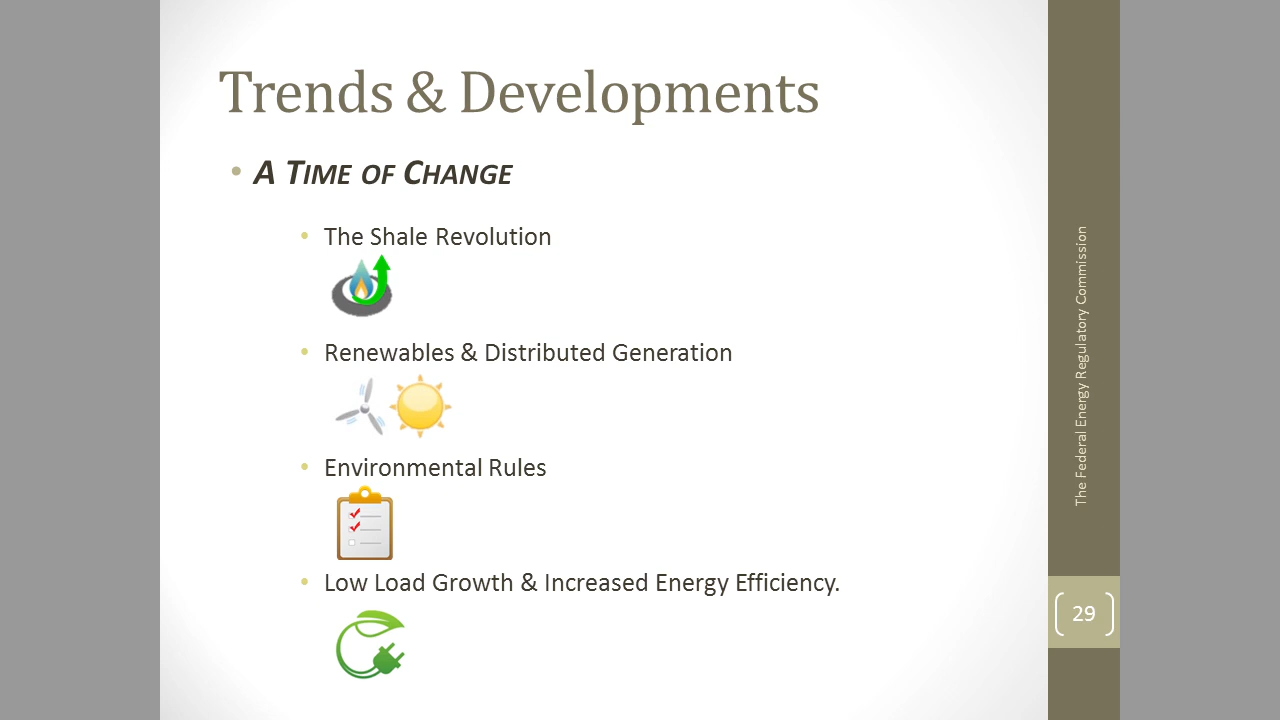 Trends & Developments
• A TIME OF CHANGE
• The Shale Revolution
• Renewables & Distributed Generation
• Environmental Rules
• Low Load Growth & Increased Energy Efficiency.
The Federal Energy Regulatory Commission
29